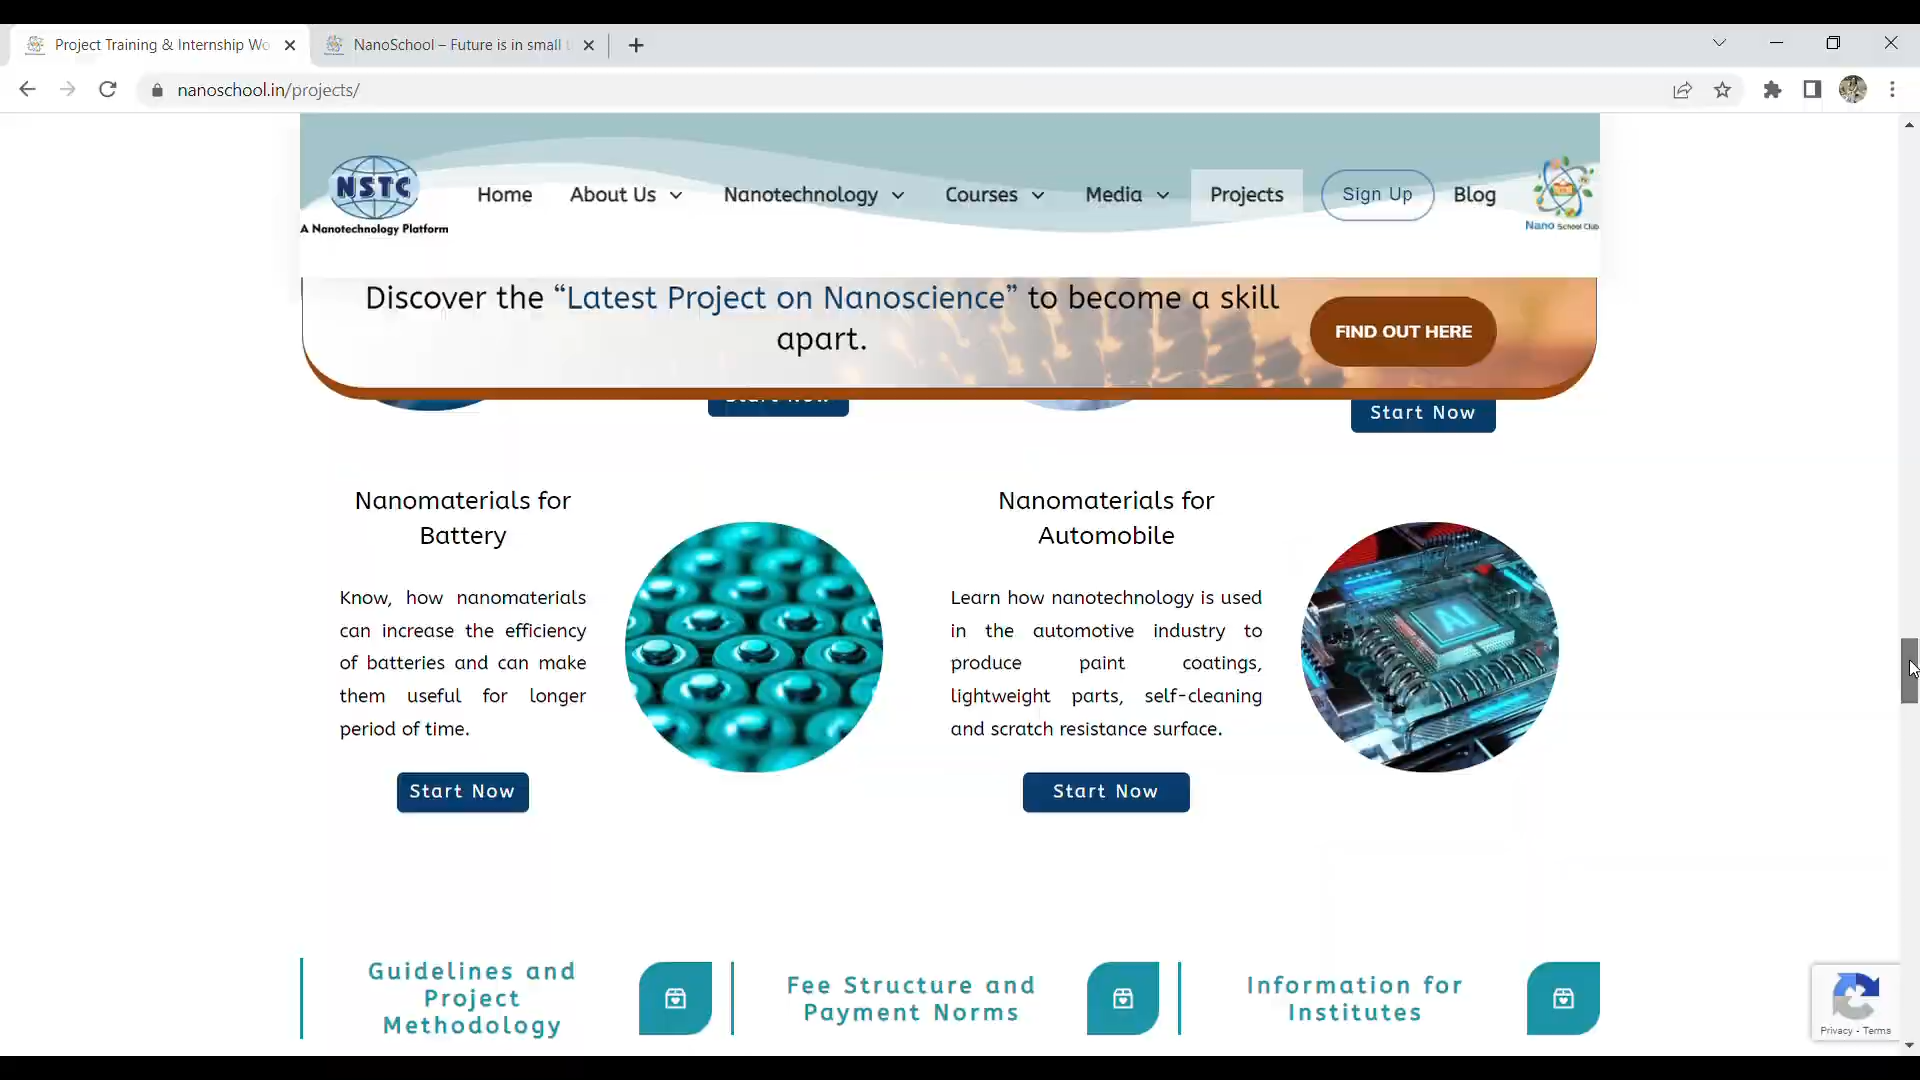 Project Training & Internship Wo
NanoSchool – Future is in small
nanoschool.in/projects/
NSTC
A Nanotechnology Platform
Home
About Us
Nanotechnology
Courses
Media
Projects
Sign Up
Blog
Nano School Club
Discover the “Latest Project on Nanoscience” to become a skill
apart.
FIND OUT HERE
Start Now
Start Now
Nanomaterials for
Battery
Know, how nanomaterials
can increase the efficiency
of batteries and can make
them useful for longer
period of time.
Start Now
Nanomaterials for
Automobile
Learn how nanotechnology is used
in the automotive industry to
produce paint coatings,
lightweight parts, self-cleaning
and scratch resistance surface.
Start Now
AI
Guidelines and
Project
Methodology
Fee Structure and
Payment Norms
Information for
Institutes
Privacy - Terms